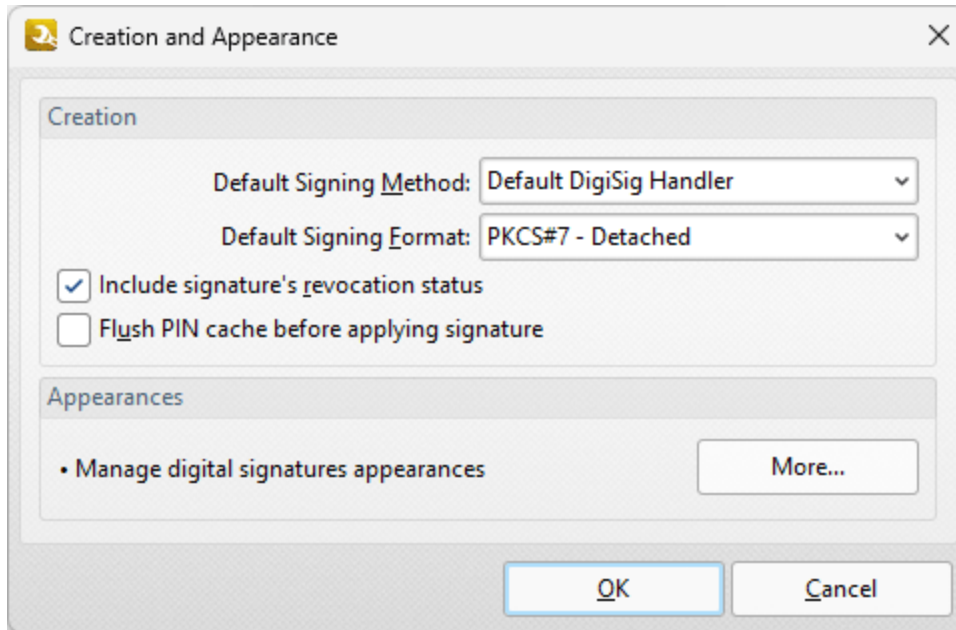 Creation and Appearance
Creation
Default Signing Method: Default DigiSig Handler
Default Signing Format: PKCS#7 - Detached
Include signature's revocation status
Flush PIN cache before applying signature
Appearances
• Manage digital signatures appearances More...
OK Cancel